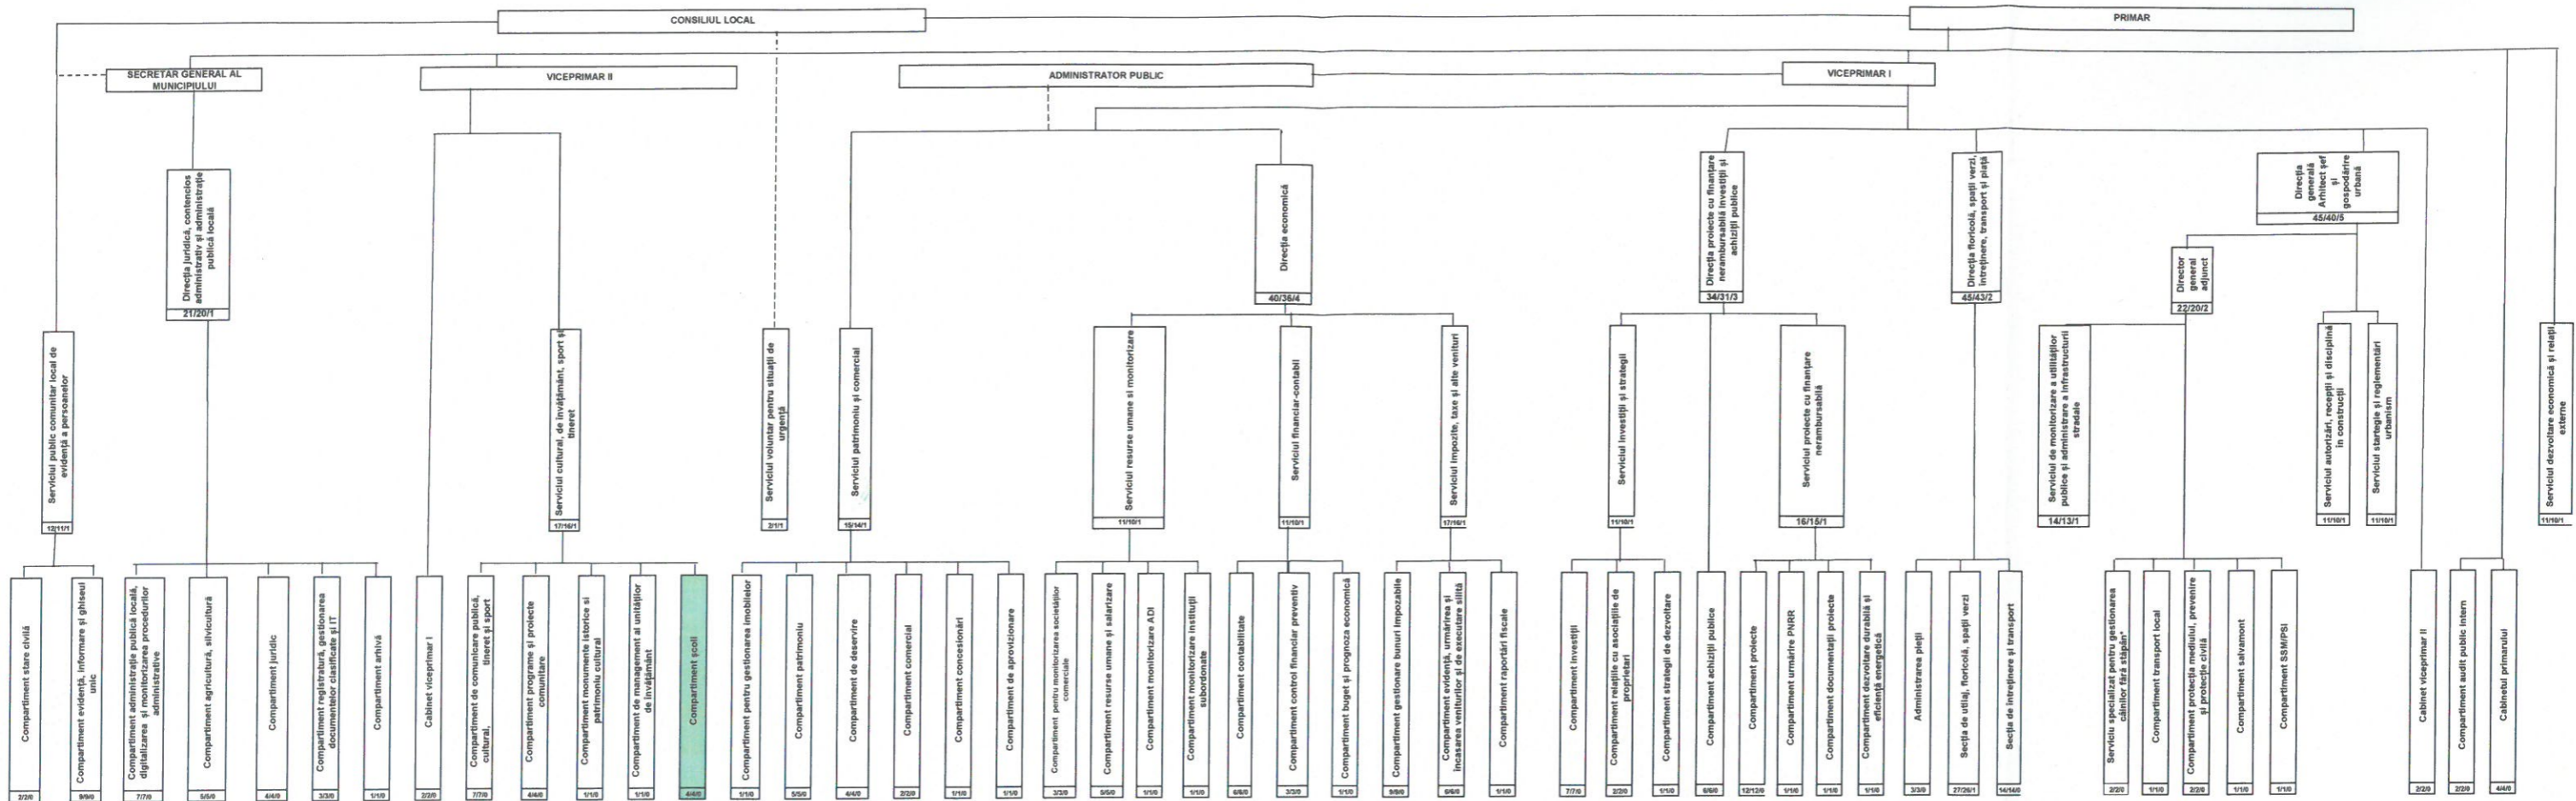 CONSILIUL LOCAL
PRIMAR
SECRETAR GENERAL AL
MUNICIPIULUI
VICEPRIMAR II
ADMINISTRATOR PUBLIC
VICEPRIMAR I
Direcția juridică, contencios
administrativ și administrație
publică locală
21/20/1
Direcția economică
40/36/4
Direcția proiecte cu finanțare
nerambursabilă investiții și
achiziții publice
34/31/3
Direcția floricolă, spații verzi,
întreținere, transport și piață
45/43/2
Direcția
generală
Arhitect șef
și
gospodărire
urbană
45/40/5
Director
general
adjunct
22/20/2
Serviciul public comunitar local de
evidență a persoanelor
12/11/1
Serviciul cultural, de învățământ, sport și
tineret
17/16/1
Serviciul voluntar pentru situații de
urgență
2/1/1
Serviciul patrimoniu și comercial
15/14/1
Serviciul resurse umane si monitorizare
11/10/1
Serviciul financiar-contabil
11/10/1
Serviciul impozite, taxe și alte venituri
17/16/1
Serviciul investiții și strategii
11/10/1
Serviciul proiecte cu finanțare
nerambursabilă
16/15/1
Serviciul de monitorizare a utilităților
publice și administrare a infrastructurii
stradale
14/13/1
Serviciul autorizări, recepții și disciplină
în construcții
11/10/1
Serviciul startegie și reglementări
urbanism
11/10/1
Serviciul dezvoltare economică și relații
externe
11/10/1
Compartiment stare civilă
2/2/0
Compartiment evidență, informare și ghiseul
unic
9/9/0
Compartiment administrație publică locală,
digitalizarea și monitorizarea procedurilor
administrative
7/7/0
Compartiment agricultură, silvicultură
5/5/0
Compartiment juridic
4/4/0
Compartiment registratură, gestionarea
documentelor clasificate și IT
3/3/0
Compartiment arhivă
1/1/0
Cabinet viceprimar I
2/2/0
Compartiment de comunicare publică,
cultural, tineret și sport
7/7/0
Compartiment programe și proiecte
comunitare
4/4/0
Compartiment monumente istorice si
patrimoniu cultural
1/1/0
Compartiment de management al unităților
de învățământ
1/1/0
Compartiment școli
4/4/0
Compartiment pentru gestionarea imobilelor
1/1/0
Compartiment patrimoniu
5/5/0
Compartiment de deservire
4/4/0
Compartiment comercial
2/2/0
Compartiment concesionări
1/1/0
Compartiment de aprovizionare
1/1/0
Compartiment pentru monitorizarea societăților
comerciale
3/3/0
Compartiment resurse umane și salarizare
5/5/0
Compartiment monitorizare ADI
1/1/0
Compartiment monitorizare instituții
subordonate
1/1/0
Compartiment contabilitate
6/6/0
Compartiment control financiar preventiv
3/3/0
Compartiment buget și prognoza economică
1/1/0
Compartiment gestionare bunuri impozabile
9/9/0
Compartiment evidență, urmărirea și
încasarea veniturilor și de executare silită
6/6/0
Compartiment raportări fiscale
1/1/0
Compartiment investiții
7/7/0
Compartiment relațiile cu asociațiile de
proprietari
2/2/0
Compartiment strategii de dezvoltare
1/1/0
Compartiment achiziții publice
6/6/0
Compartiment proiecte
12/12/0
Compartiment urmărire PNRR
1/1/0
Compartiment documentații proiecte
1/1/0
Compartiment dezvoltare durabilă și
eficiență energetică
1/1/0
Administrarea pieții
3/3/0
Secția de utilaj, floricolă, spații verzi
27/26/1
Secția de întreținere și transport
14/14/0
Serviciu specializat pentru gestionarea
câinilor fără stăpân*
2/2/0
Compartiment transport local
1/1/0
Compartiment protecția mediului, prevenire
și protecție civilă
2/2/0
Compartiment salvamont
1/1/0
Compartiment SSM/PSI
1/1/0
Cabinet viceprimar II
2/2/0
Compartiment audit public intern
2/2/0
Cabinetul primarului
4/4/0